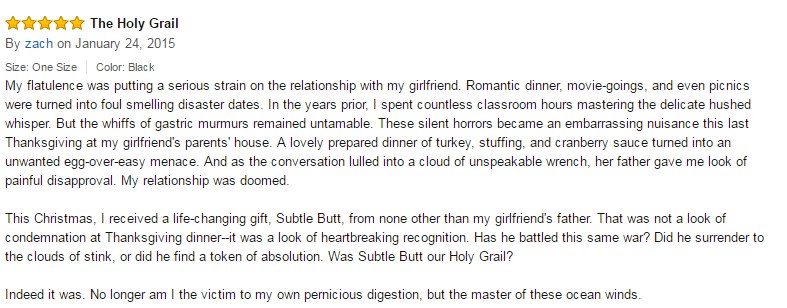 The Holy Grail
By zach on January 24, 2015
Size: One Size Color: Black
My flatulence was putting a serious strain on the relationship with my girlfriend. Romantic dinner, movie-goings, and even picnics
were turned into foul smelling disaster dates. In the years prior, I spent countless classroom hours mastering the delicate hushed
whisper. But the whiffs of gastric murmurs remained untamable. These silent horrors became an embarrassing nuisance this last
Thanksgiving at my girlfriend's parents' house. A lovely prepared dinner of turkey, stuffing, and cranberry sauce turned into an
unwanted egg-over-easy menace. And as the conversation lulled into a cloud of unspeakable wrench, her father gave me look of
painful disapproval. My relationship was doomed.
This Christmas, I received a life-changing gift, Subtle Butt, from none other than my girlfriend's father. That was not a look of
condemnation at Thanksgiving dinner--it was a look of heartbreaking recognition. Has he battled this same war? Did he surrender to
the clouds of stink, or did he find a token of absolution. Was Subtle Butt our Holy Grail?
Indeed it was. No longer am I the victim to my own pernicious digestion, but the master of these ocean winds.